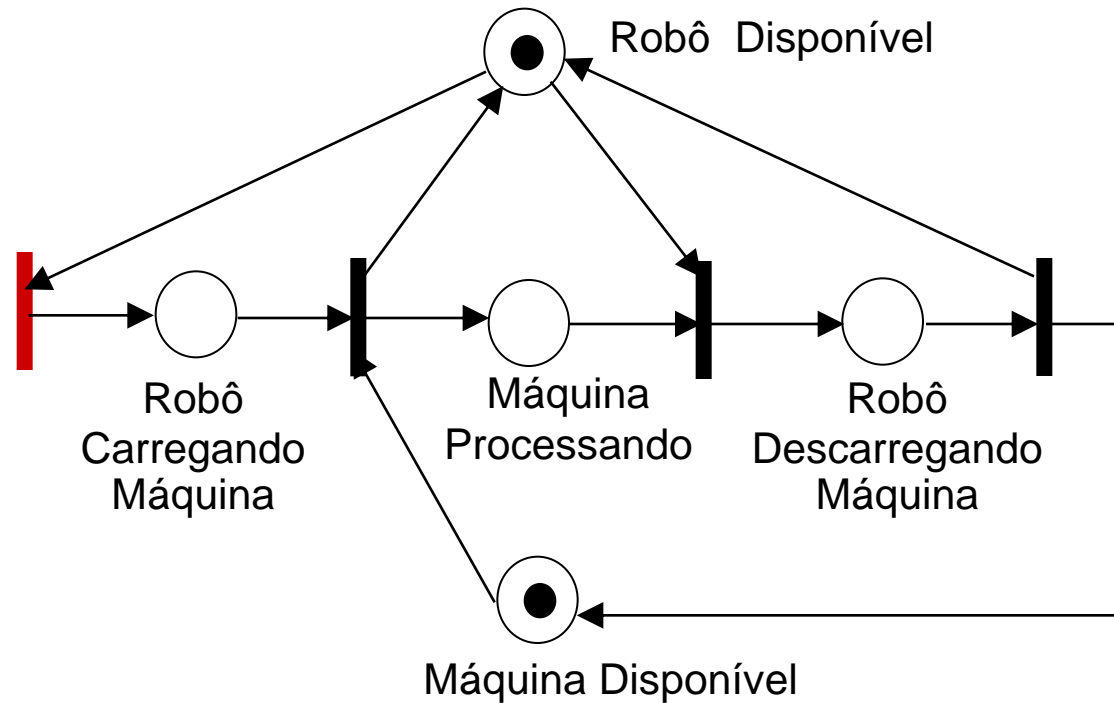 Robô Disponível
Robô
Carregando
Máquina
Máquina
Processando
Robô
Descarregando
Máquina
Máquina Disponível